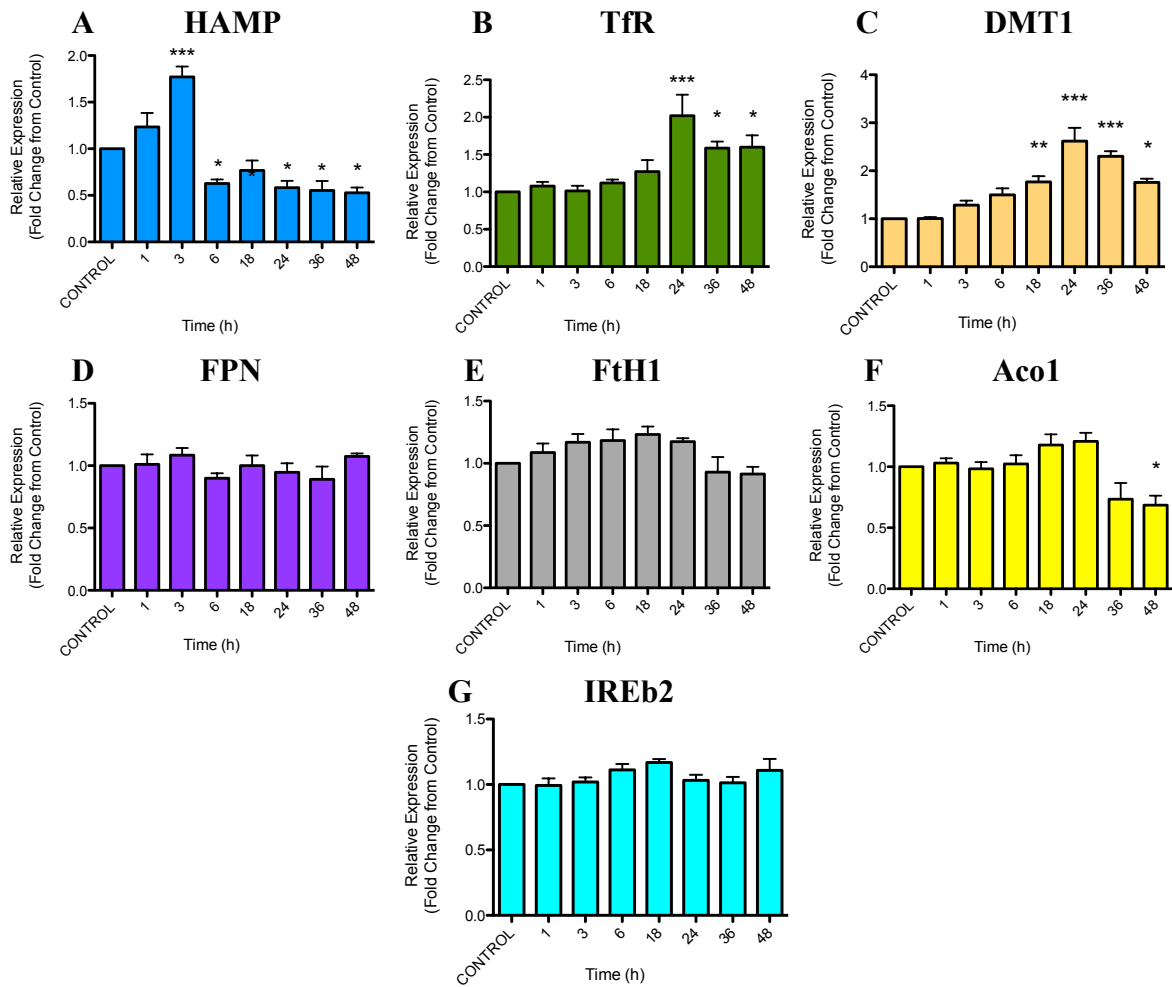 A HAMP
Relative Expression
(Fold Change from Control)
2.0
1.5
1.0
0.5
0.0
***
*
*
*
*
*
CONTROL 1 3 6 18 24 36 48
Time (h)
B TfR
Relative Expression
(Fold Change from Control)
2.5
2.0
1.5
1.0
0.5
0.0
***
*
*
CONTROL 1 3 6 18 24 36 48
Time (h)
C DMT1
Relative Expression
(Fold Change from Control)
4
3
2
1
0
**
***
***
*
CONTROL 1 3 6 18 24 36 48
Time (h)
D FPN
Relative Expression
(Fold Change from Control)
1.5
1.0
0.5
0.0
CONTROL 1 3 6 18 24 36 48
Time (h)
E FtH1
Relative Expression
(Fold Change from Control)
1.5
1.0
0.5
0.0
CONTROL 1 3 6 18 24 36 48
Time (h)
F Aco1
Relative Expression
(Fold Change from Control)
1.5
1.0
0.5
0.0
*
CONTROL 1 3 6 18 24 36 48
Time (h)
G IREb2
Relative Expression
(Fold Change from Control)
1.5
1.0
0.5
0.0
CONTROL 1 3 6 18 24 36 48
Time (h)